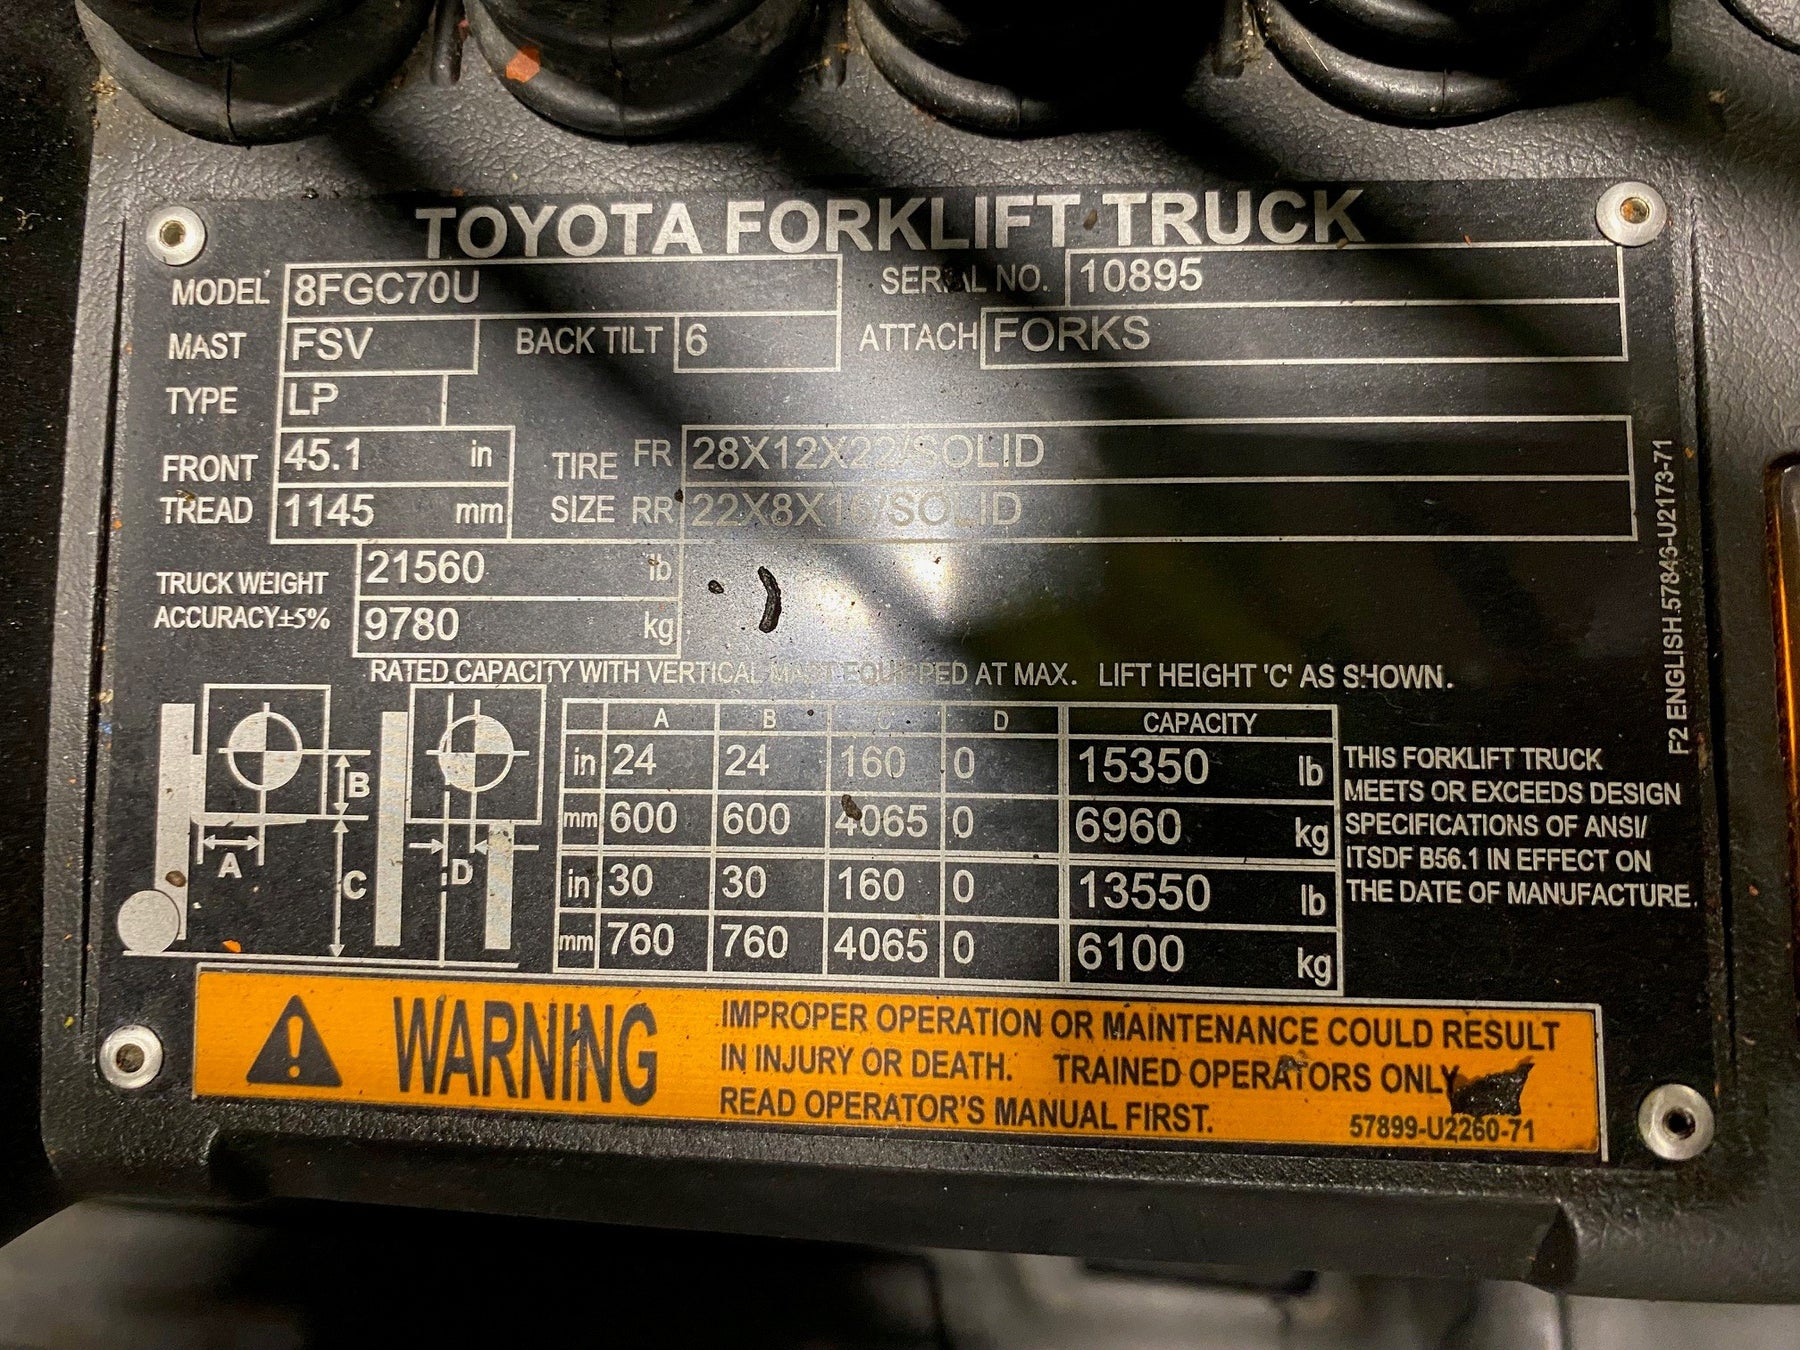 TOYOTA FORKLIFT TRUCK
MODEL 8FGC70U SERIAL NO. 10895
MAST FSV BACK TILT 6 ATTACH FORKS
TYPE LP
FRONT TREAD 45.1 in TIRE SIZE FR 28X12X22/SOLID
1145 mm RR 22X8X16/SOLID
TRUCK WEIGHT 21560 lb
ACCURACY±5% 9780 kg
RATED CAPACITY WITH VERTICAL MAST EQUIPPED AT MAX. LIFT HEIGHT 'C' AS SHOWN.
A B C D CAPACITY
in 24 24 160 0 15350 lb
mm 600 600 4065 0 6960 kg
in 30 30 160 0 13550 lb
mm 760 760 4065 0 6100 kg
B
A
C
D
THIS FORKLIFT TRUCK
MEETS OR EXCEEDS DESIGN
SPECIFICATIONS OF ANSI/
ITSDF B56.1 IN EFFECT ON
THE DATE OF MANUFACTURE.
F2 ENGLISH 57846-U2173-71
WARNING
IMPROPER OPERATION OR MAINTENANCE COULD RESULT
IN INJURY OR DEATH. TRAINED OPERATORS ONLY
READ OPERATOR'S MANUAL FIRST.
57899-U2260-71